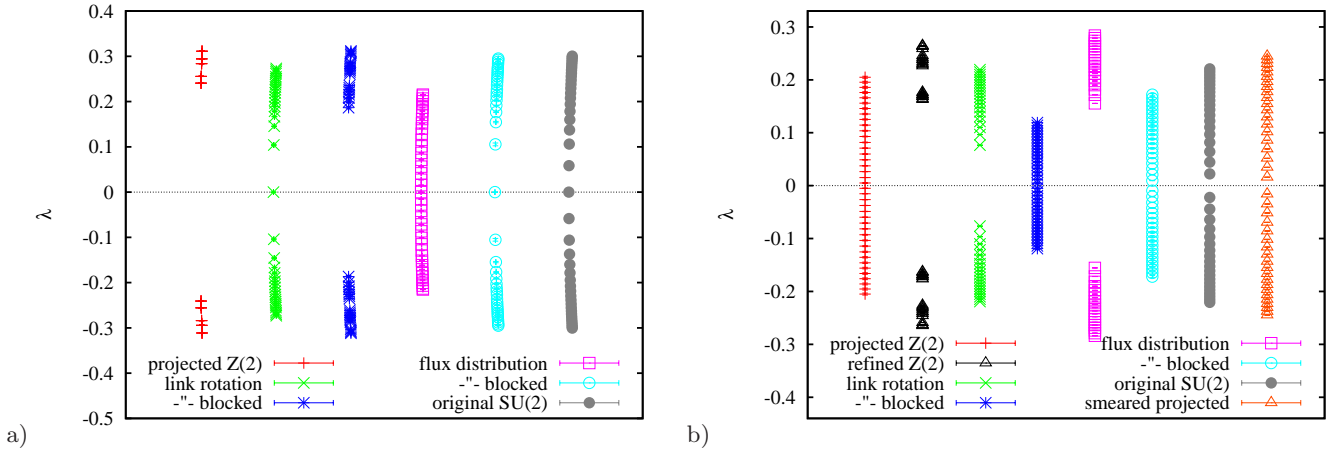 0.4
0.3
0.2
0.1
0
-0.1
-0.2
-0.3
-0.4
-0.5
λ
projected Z(2)
link rotation
-"- blocked
flux distribution
-"- blocked
original SU(2)
a)
0.3
0.2
0.1
0
-0.1
-0.2
-0.3
-0.4
λ
projected Z(2)
refined Z(2)
link rotation
-"- blocked
flux distribution
-"- blocked
original SU(2)
smeared projected
b)